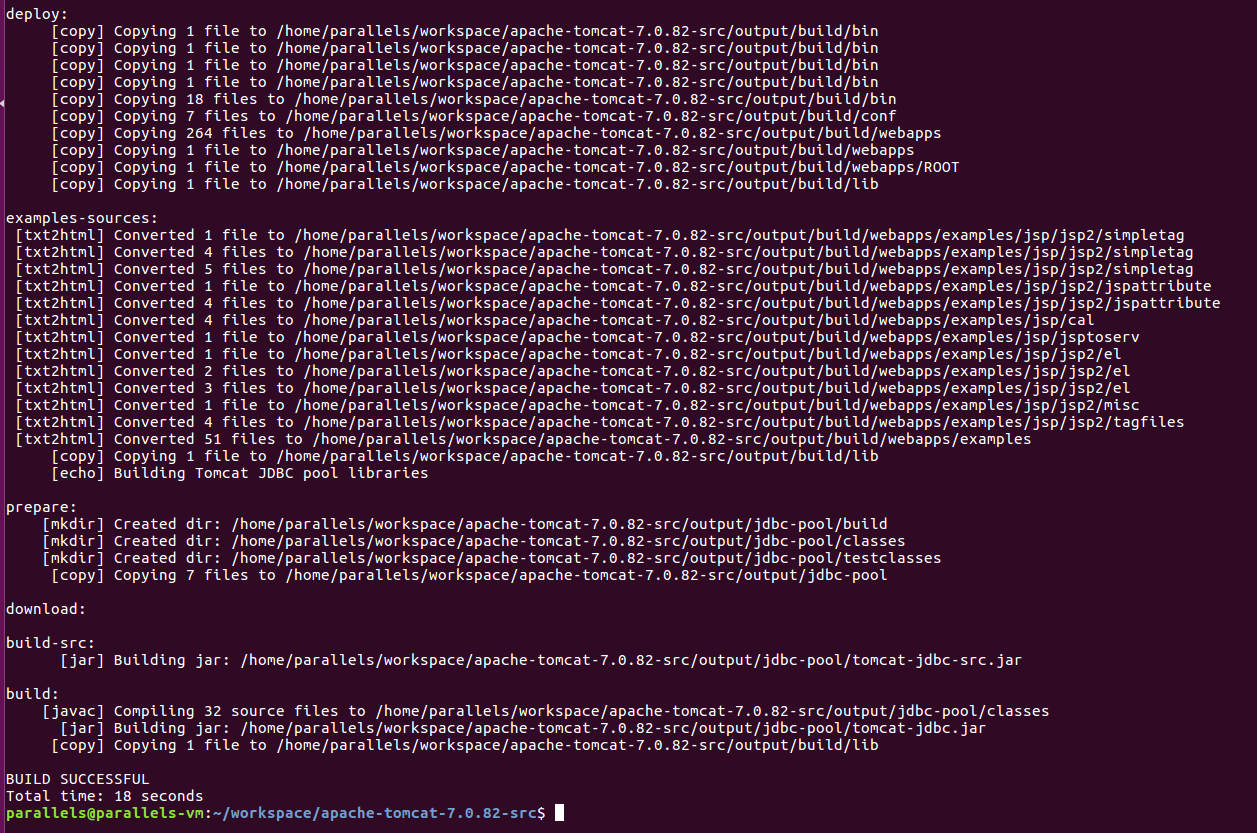 deploy:
[copy] Copying 1 file to /home/parallels/workspace/apache-tomcat-7.0.82-src/output/build/bin
[copy] Copying 1 file to /home/parallels/workspace/apache-tomcat-7.0.82-src/output/build/bin
[copy] Copying 1 file to /home/parallels/workspace/apache-tomcat-7.0.82-src/output/build/bin
[copy] Copying 1 file to /home/parallels/workspace/apache-tomcat-7.0.82-src/output/build/bin
[copy] Copying 18 files to /home/parallels/workspace/apache-tomcat-7.0.82-src/output/build/bin
[copy] Copying 7 files to /home/parallels/workspace/apache-tomcat-7.0.82-src/output/build/conf
[copy] Copying 264 files to /home/parallels/workspace/apache-tomcat-7.0.82-src/output/build/webapps
[copy] Copying 1 file to /home/parallels/workspace/apache-tomcat-7.0.82-src/output/build/webapps
[copy] Copying 1 file to /home/parallels/workspace/apache-tomcat-7.0.82-src/output/build/webapps/ROOT
[copy] Copying 1 file to /home/parallels/workspace/apache-tomcat-7.0.82-src/output/build/lib
examples-sources:
[txt2html] Converted 1 file to /home/parallels/workspace/apache-tomcat-7.0.82-src/output/build/webapps/examples/jsp/jsp2/simpletag
[txt2html] Converted 4 files to /home/parallels/workspace/apache-tomcat-7.0.82-src/output/build/webapps/examples/jsp/jsp2/simpletag
[txt2html] Converted 5 files to /home/parallels/workspace/apache-tomcat-7.0.82-src/output/build/webapps/examples/jsp/jsp2/simpletag
[txt2html] Converted 1 file to /home/parallels/workspace/apache-tomcat-7.0.82-src/output/build/webapps/examples/jsp/jsp2/jspattribute
[txt2html] Converted 4 files to /home/parallels/workspace/apache-tomcat-7.0.82-src/output/build/webapps/examples/jsp/jsp2/jspattribute
[txt2html] Converted 4 files to /home/parallels/workspace/apache-tomcat-7.0.82-src/output/build/webapps/examples/jsp/cal
[txt2html] Converted 1 file to /home/parallels/workspace/apache-tomcat-7.0.82-src/output/build/webapps/examples/jsp/jsptoserv
[txt2html] Converted 1 file to /home/parallels/workspace/apache-tomcat-7.0.82-src/output/build/webapps/examples/jsp/jsp2/el
[txt2html] Converted 2 files to /home/parallels/workspace/apache-tomcat-7.0.82-src/output/build/webapps/examples/jsp/jsp2/el
[txt2html] Converted 3 files to /home/parallels/workspace/apache-tomcat-7.0.82-src/output/build/webapps/examples/jsp/jsp2/el
[txt2html] Converted 1 file to /home/parallels/workspace/apache-tomcat-7.0.82-src/output/build/webapps/examples/jsp/jsp2/misc
[txt2html] Converted 4 files to /home/parallels/workspace/apache-tomcat-7.0.82-src/output/build/webapps/examples/jsp/jsp2/tagfiles
[txt2html] Converted 51 files to /home/parallels/workspace/apache-tomcat-7.0.82-src/output/build/webapps/examples
[copy] Copying 1 file to /home/parallels/workspace/apache-tomcat-7.0.82-src/output/build/lib
[echo] Building Tomcat JDBC pool libraries
prepare:
[mkdir] Created dir: /home/parallels/workspace/apache-tomcat-7.0.82-src/output/jdbc-pool/build
[mkdir] Created dir: /home/parallels/workspace/apache-tomcat-7.0.82-src/output/jdbc-pool/classes
[mkdir] Created dir: /home/parallels/workspace/apache-tomcat-7.0.82-src/output/jdbc-pool/testclasses
[copy] Copying 7 files to /home/parallels/workspace/apache-tomcat-7.0.82-src/output/jdbc-pool
download:
build-src:
[jar] Building jar: /home/parallels/workspace/apache-tomcat-7.0.82-src/output/jdbc-pool/tomcat-jdbc-src.jar
build:
[javac] Compiling 32 source files to /home/parallels/workspace/apache-tomcat-7.0.82-src/output/jdbc-pool/classes
[jar] Building jar: /home/parallels/workspace/apache-tomcat-7.0.82-src/output/jdbc-pool/tomcat-jdbc.jar
[copy] Copying 1 file to /home/parallels/workspace/apache-tomcat-7.0.82-src/output/build/lib
BUILD SUCCESSFUL
Total time: 18 seconds
parallels@parallels-vm:~/workspace/apache-tomcat-7.0.82-src$